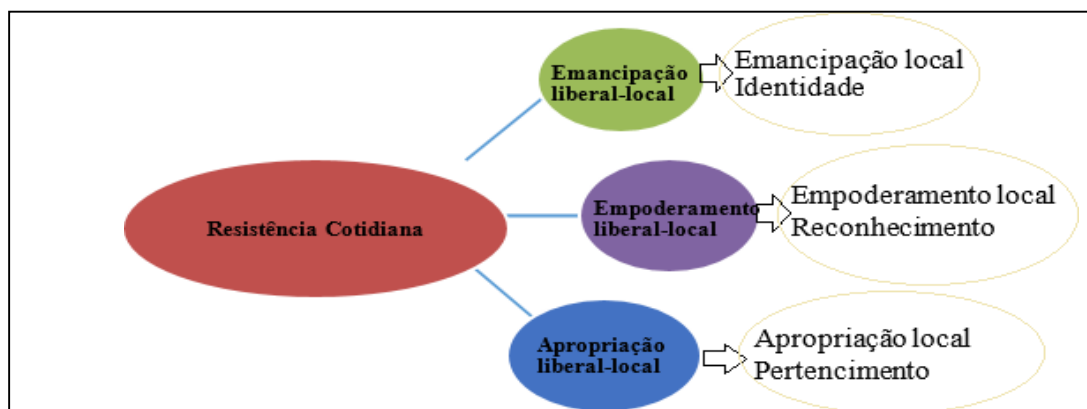 Emancipação
liberal-local
Emancipação local
Identidade
Resistência Cotidiana
Empoderamento
liberal-local
Empoderamento local
Reconhecimento
Apropriação
liberal-local
Apropriação local
Pertencimento